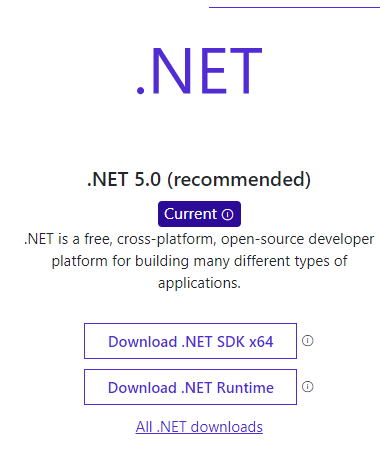 .NET
.NET 5.0 (recommended)
Current
.NET is a free, cross-platform, open-source developer
platform for building many different types of
applications.
Download .NET SDK x64
Download .NET Runtime
All .NET downloads